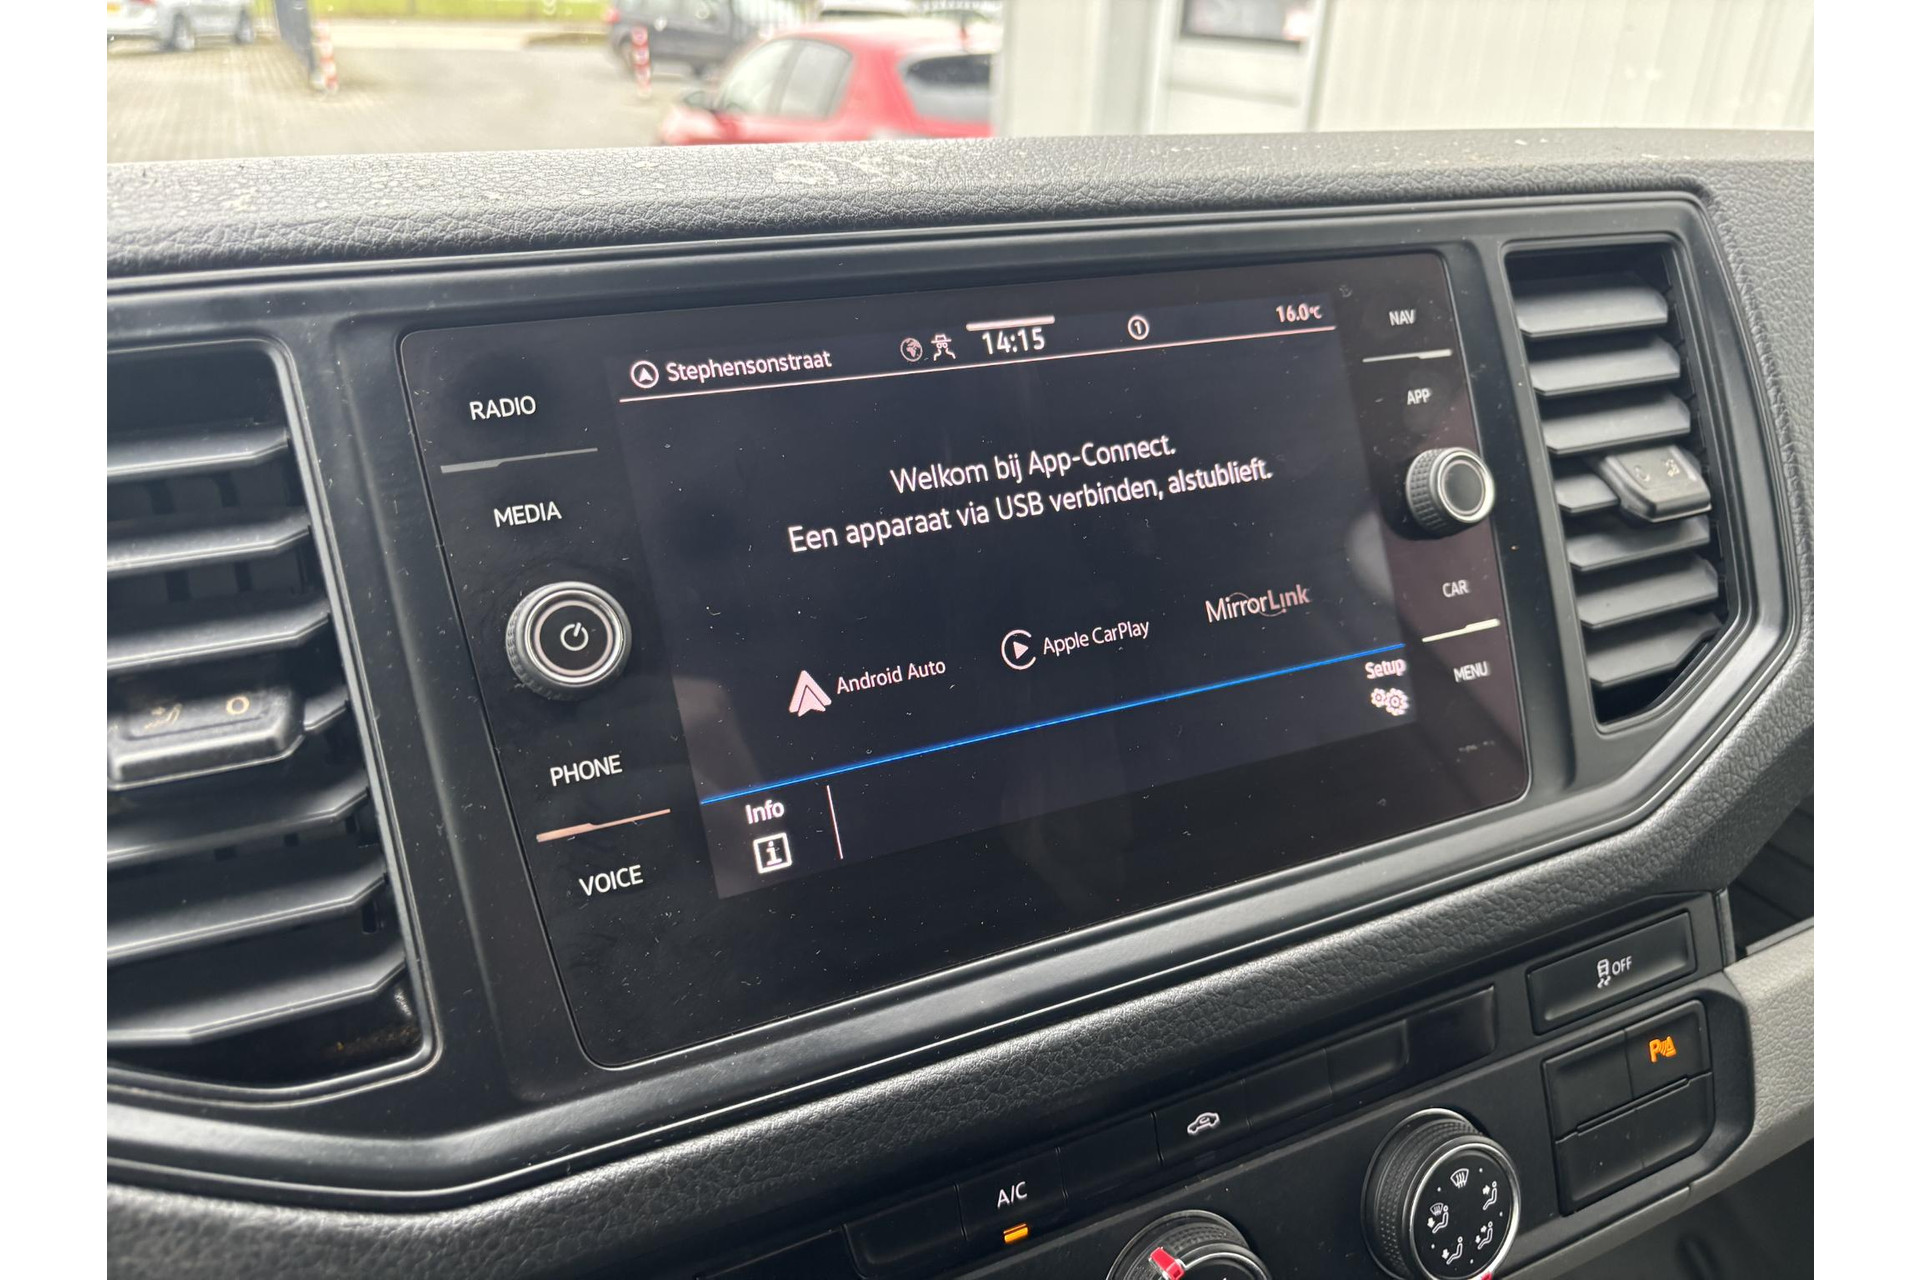 Stephensonstraat
14:15
1
16.0°C
NAV
RADIO
APP
Welkom bij App-Connect.
Een apparaat via USB verbinden, alstublieft.
MEDIA
CAR
MirrorLink
Apple CarPlay
Android Auto
Setup
MENU
PHONE
Info
i
VOICE
OFF
P
A/C